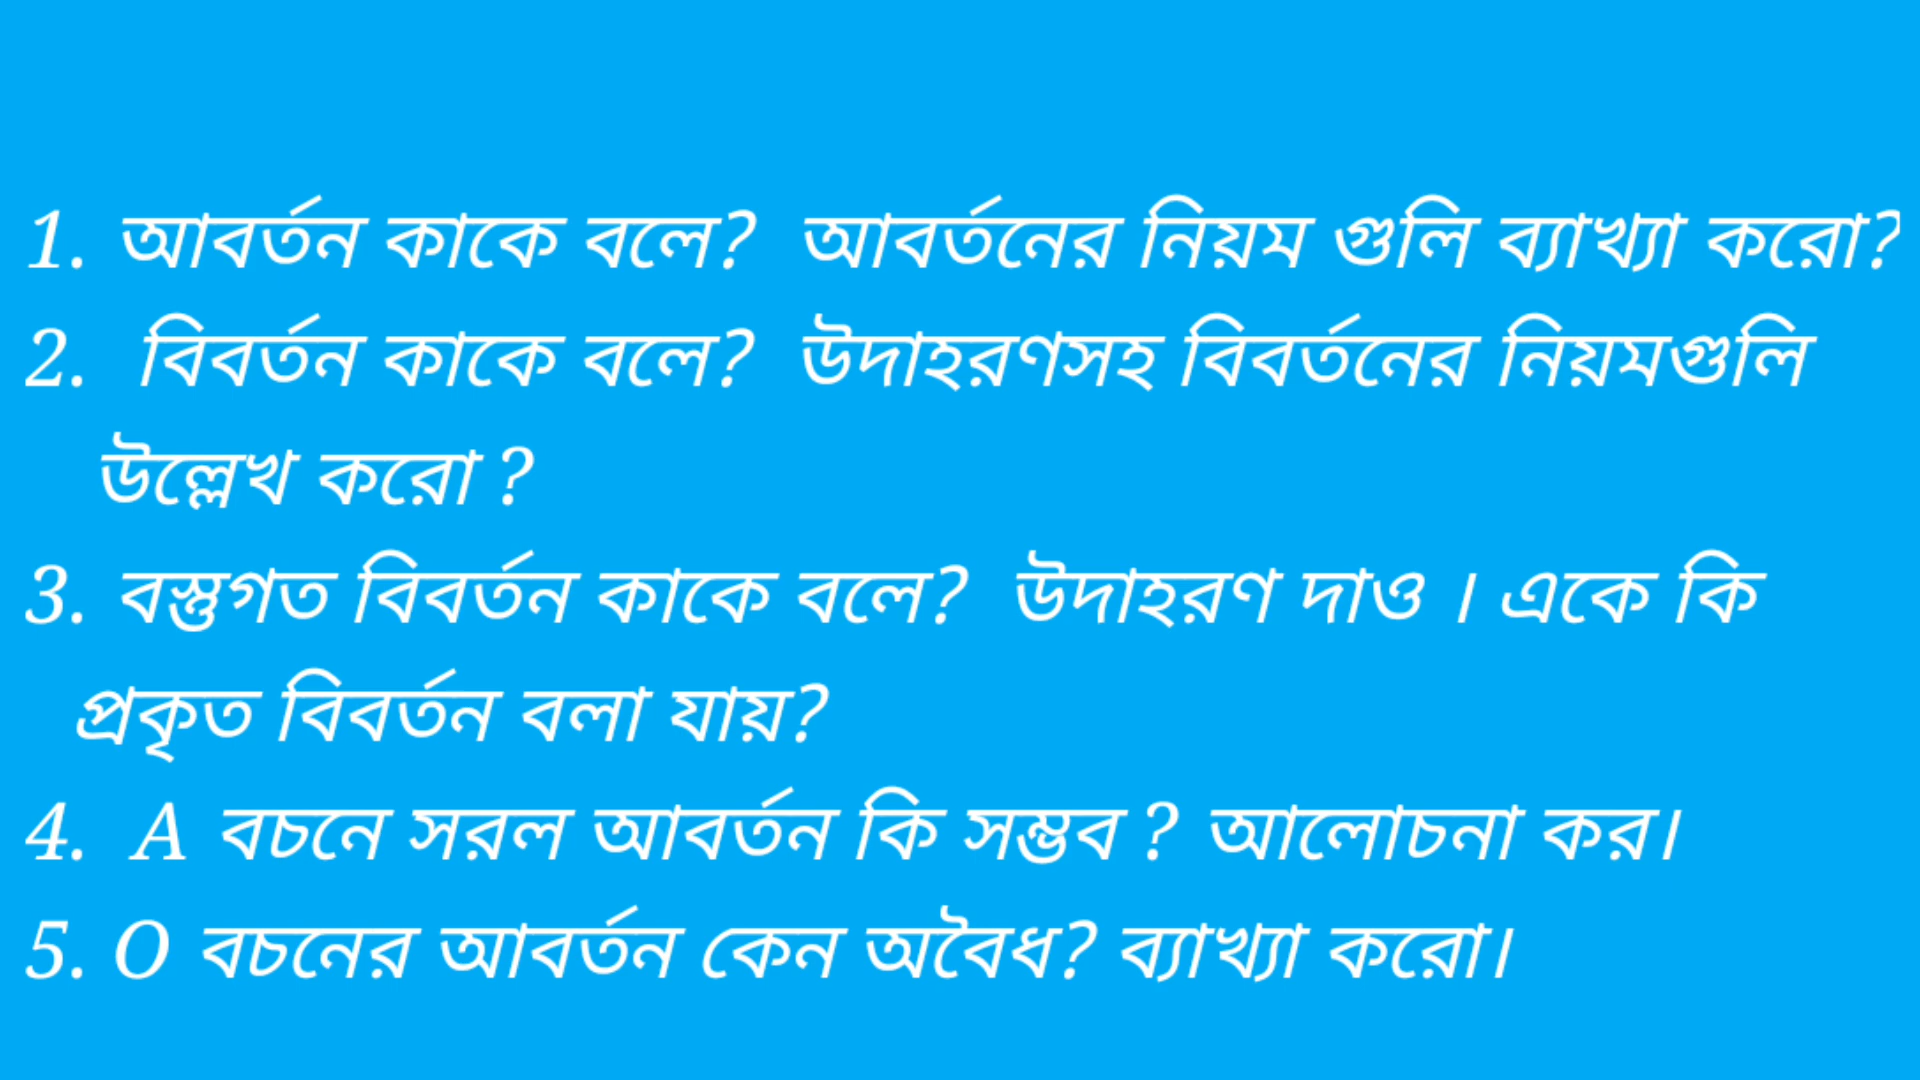 1. আবর্তন কাকে বলে? আবর্তনের নিয়ম গুলি ব্যাখ্যা করো?
2. বিবর্তন কাকে বলে? উদাহরণসহ বিবর্তনের নিয়মগুলি
উল্লেখ করো ?
3. বস্তুগত বিবর্তন কাকে বলে? উদাহরণ দাও । একে কি
প্রকৃত বিবর্তন বলা যায়?
4. A বচনে সরল আবর্তন কি সম্ভব ? আলোচনা কর।
5. O বচনের আবর্তন কেন অবৈধ? ব্যাখ্যা করো।